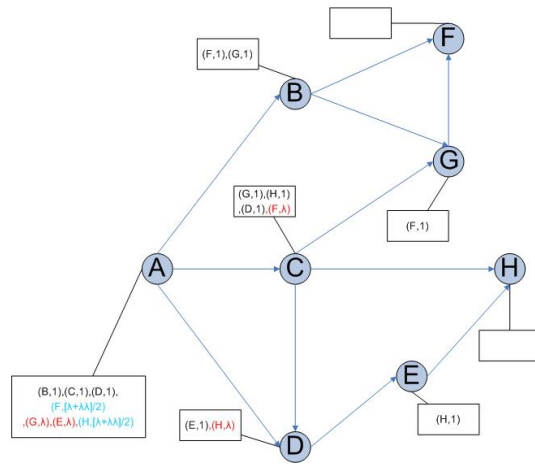 F
(F,1),(G,1)
B
G
(G,1),(H,1)
,(D,1),(F,λ)
(F,1)
A
C
H
E
(B,1),(C,1),(D,1),
(F,[λ+λλ]/2)
,(G,λ),(E,λ),(H,[λ+λλ]/2)
(E,1),(H,λ)
(H,1)
D